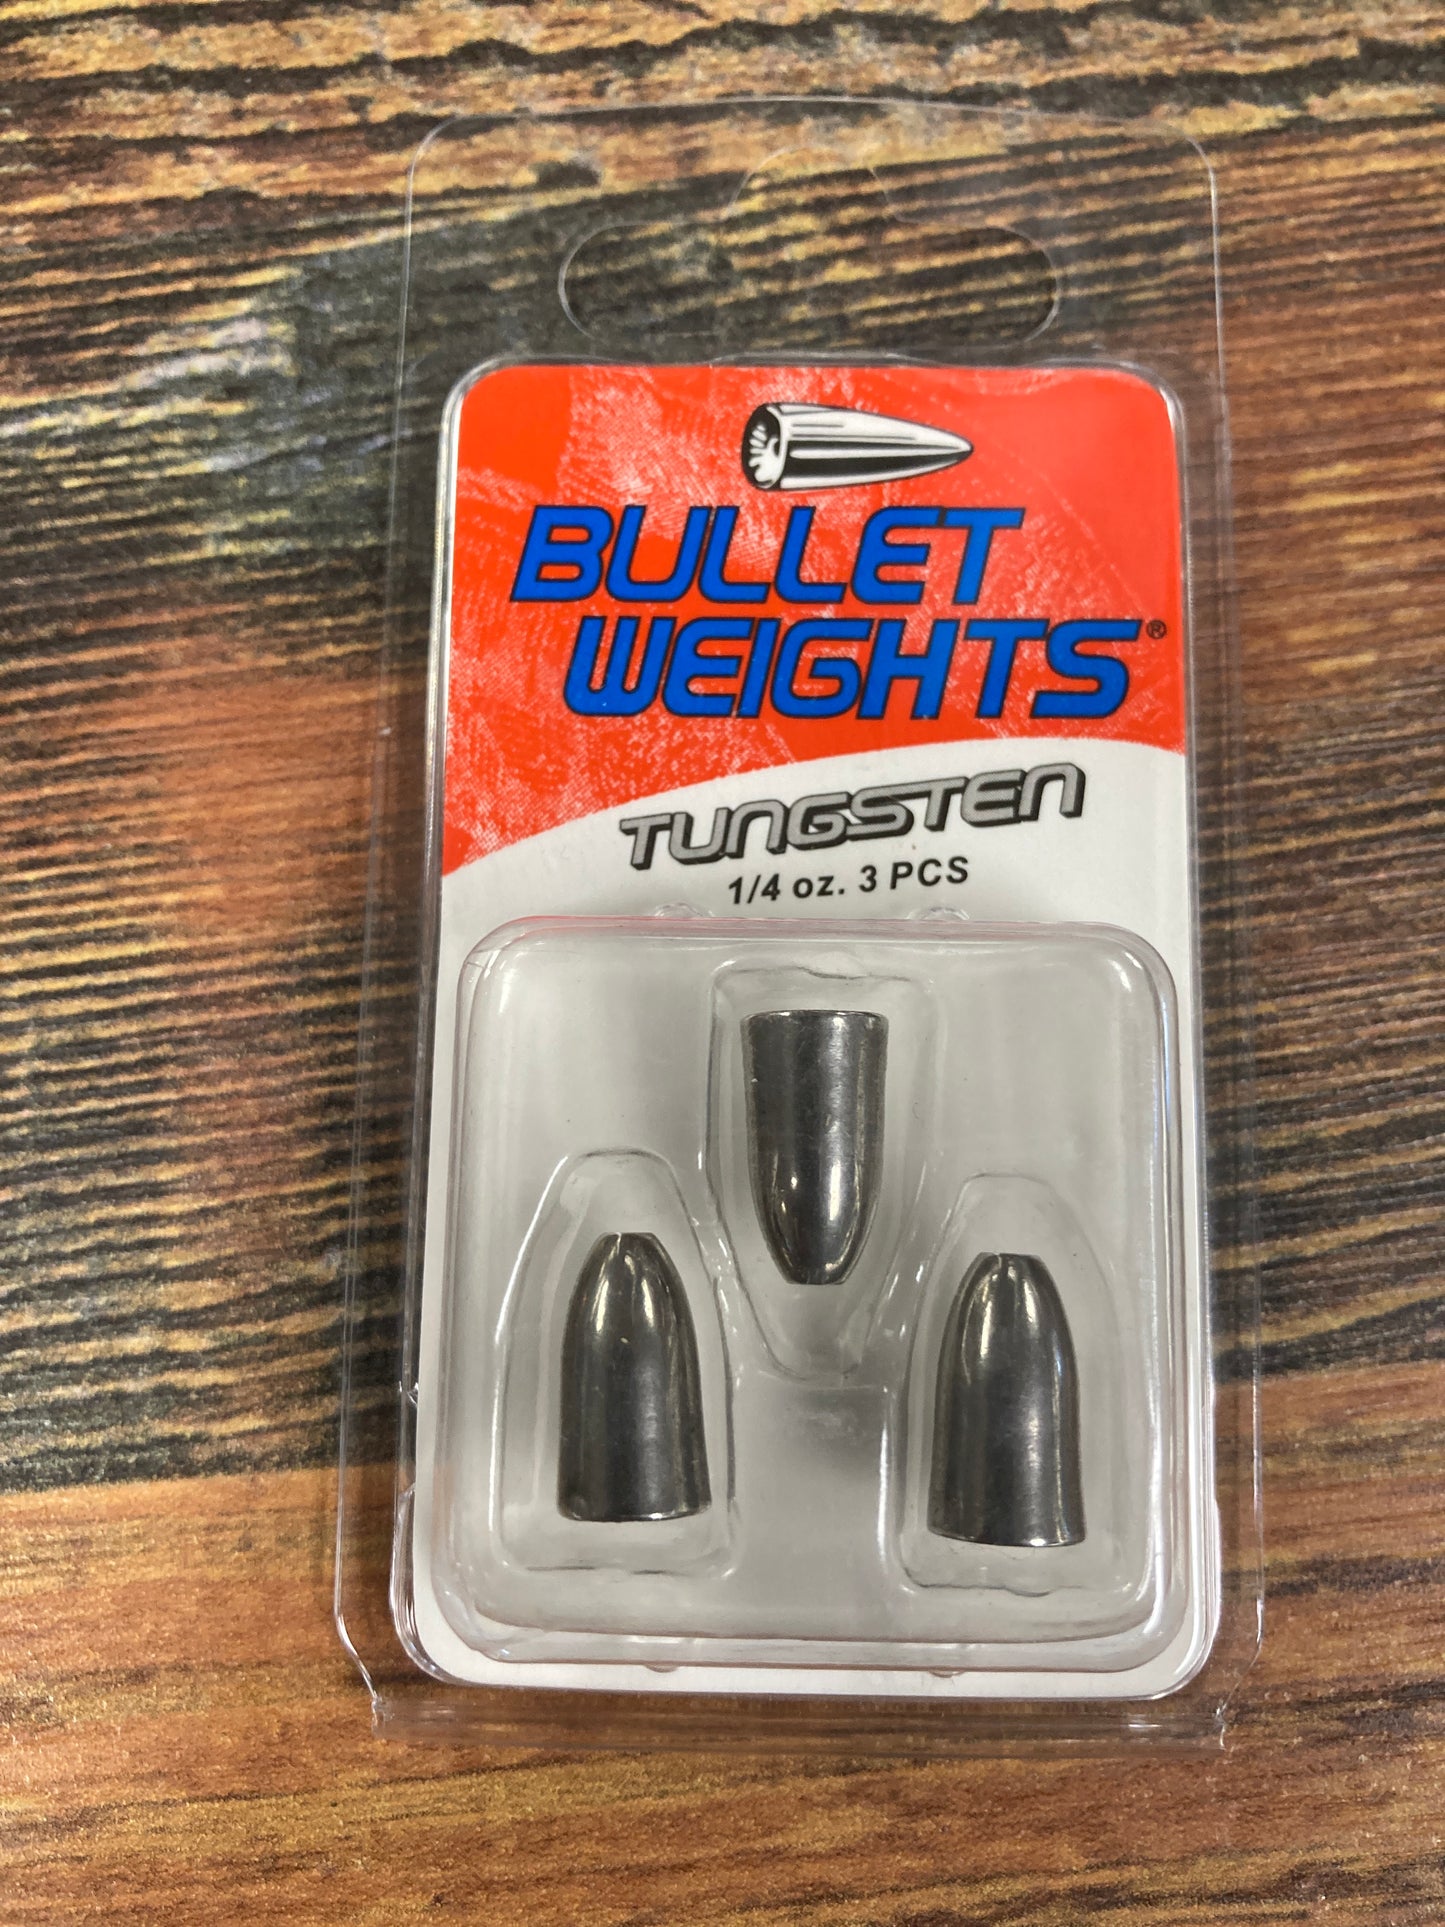 BULLET
WEIGHTS®
TUNGSTEN
1/4 oz. 3 PCS